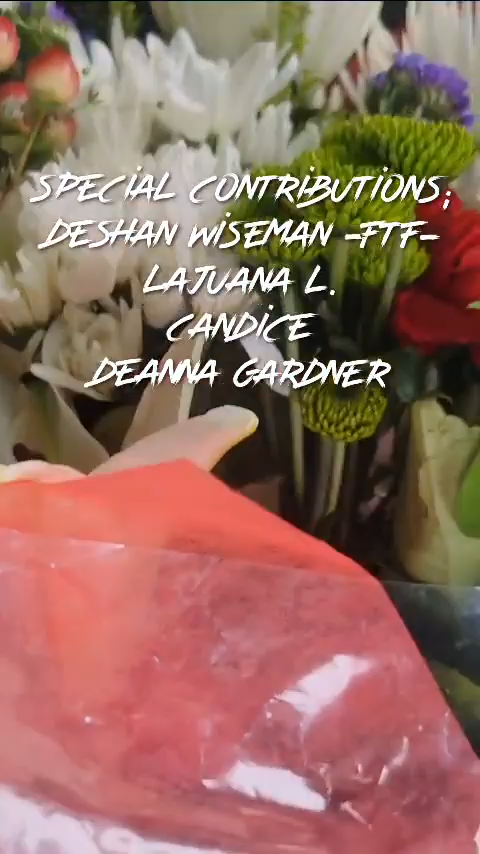 SPECIAL CONTRIBUTIONS;
DESHAN WISEMAN -FTF-
LAJUANA L.
CANDICE
DEANNA GARDNER